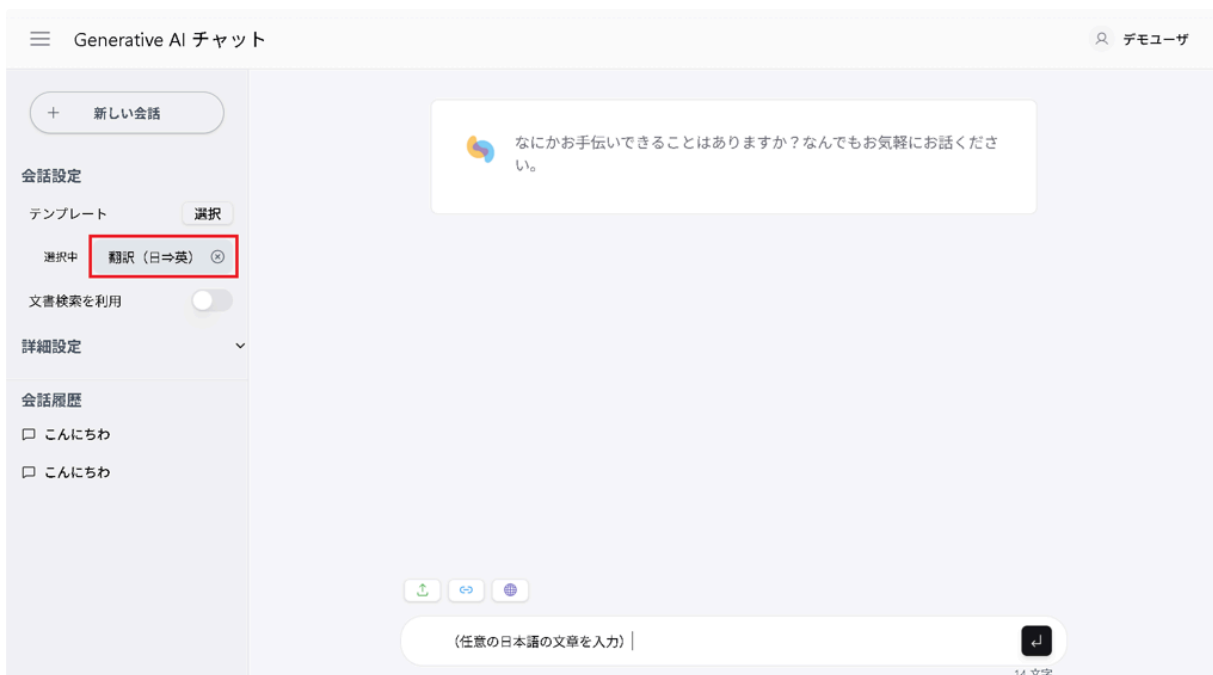 Generative AI チャット
デモユーザ
新しい会話
会話設定
テンプレート
選択
選択中
翻訳（日⇒英）
文書検索を利用
詳細設定
会話履歴
こんにちわ
こんにちわ
なにかお手伝いできることはありますか？なんでもお気軽にお話くださ
い。
（任意の日本語の文章を入力）
14 文字